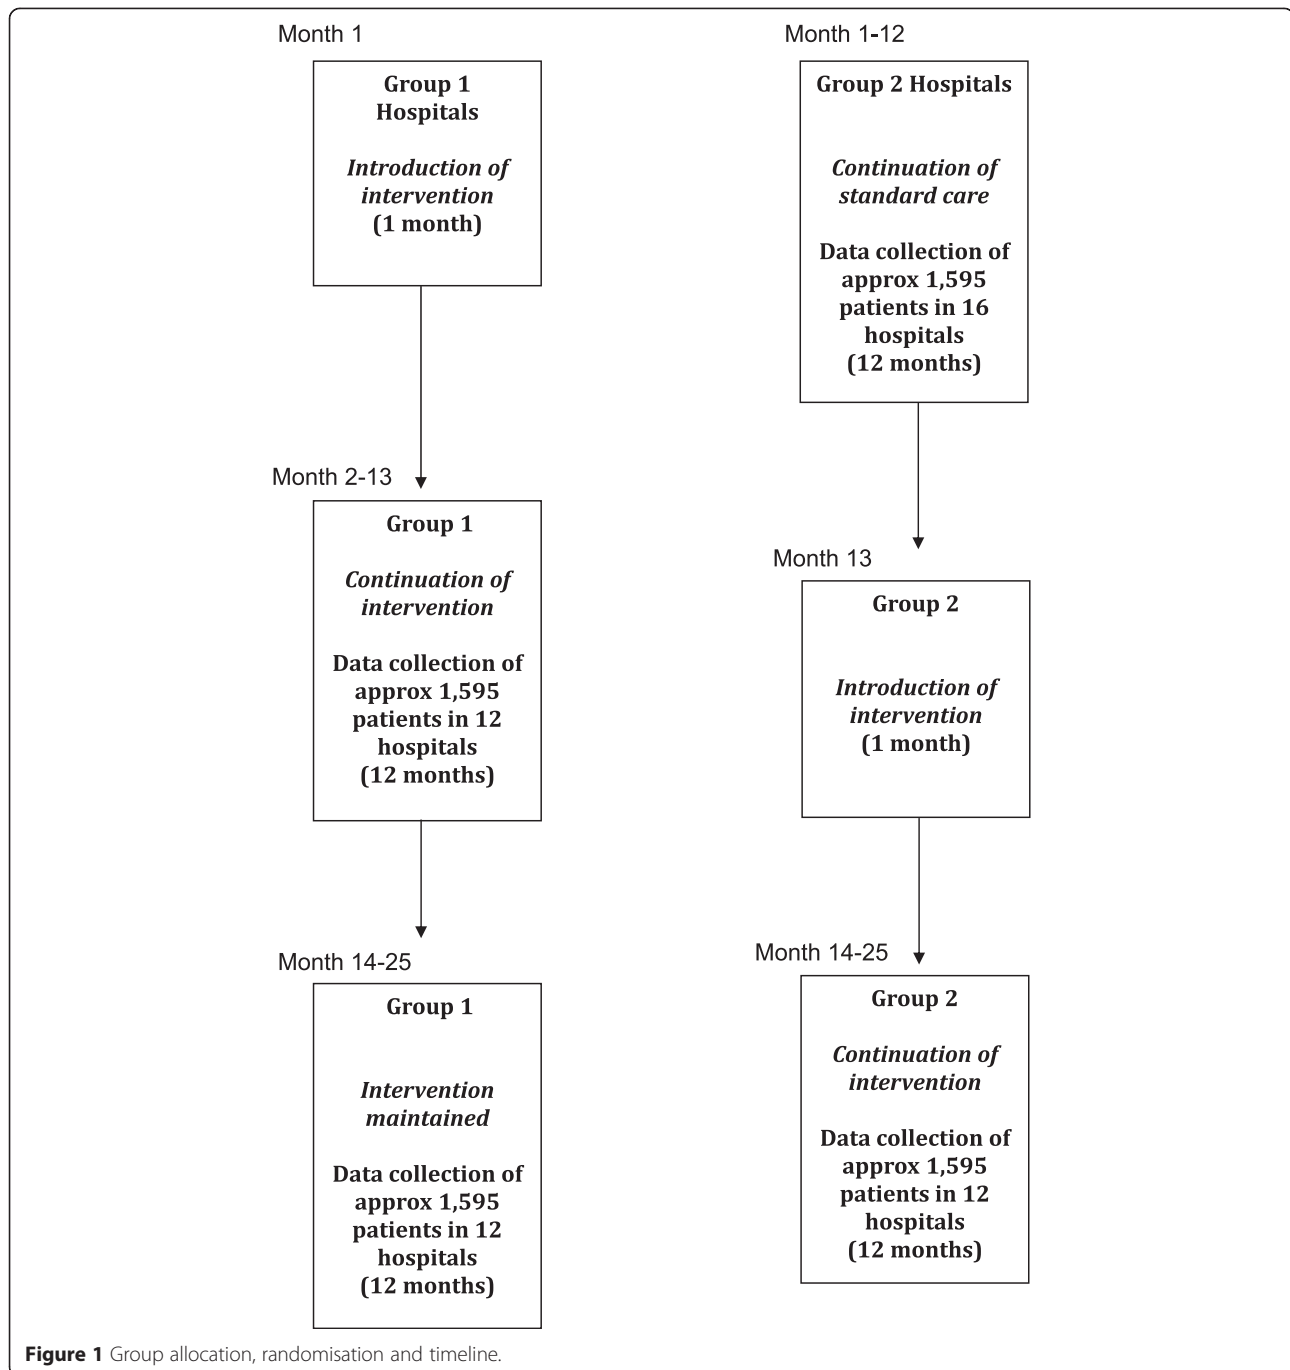 Month 1
Group 1
Hospitals
Introduction of
intervention
(1 month)
Month 2-13
Group 1
Continuation of
intervention
Data collection of
approx 1,595
patients in 12
hospitals
(12 months)
Month 14-25
Group 1
Intervention
maintained
Data collection of
approx 1,595
patients in 12
hospitals
(12 months)
Month 1-12
Group 2 Hospitals
Continuation of
standard care
Data collection of
approx 1,595
patients in 16
hospitals
(12 months)
Month 13
Group 2
Introduction of
intervention
(1 month)
Month 14-25
Group 2
Continuation of
intervention
Data collection of
approx 1,595
patients in 12
hospitals
(12 months)
Figure 1 Group allocation, randomisation and timeline.